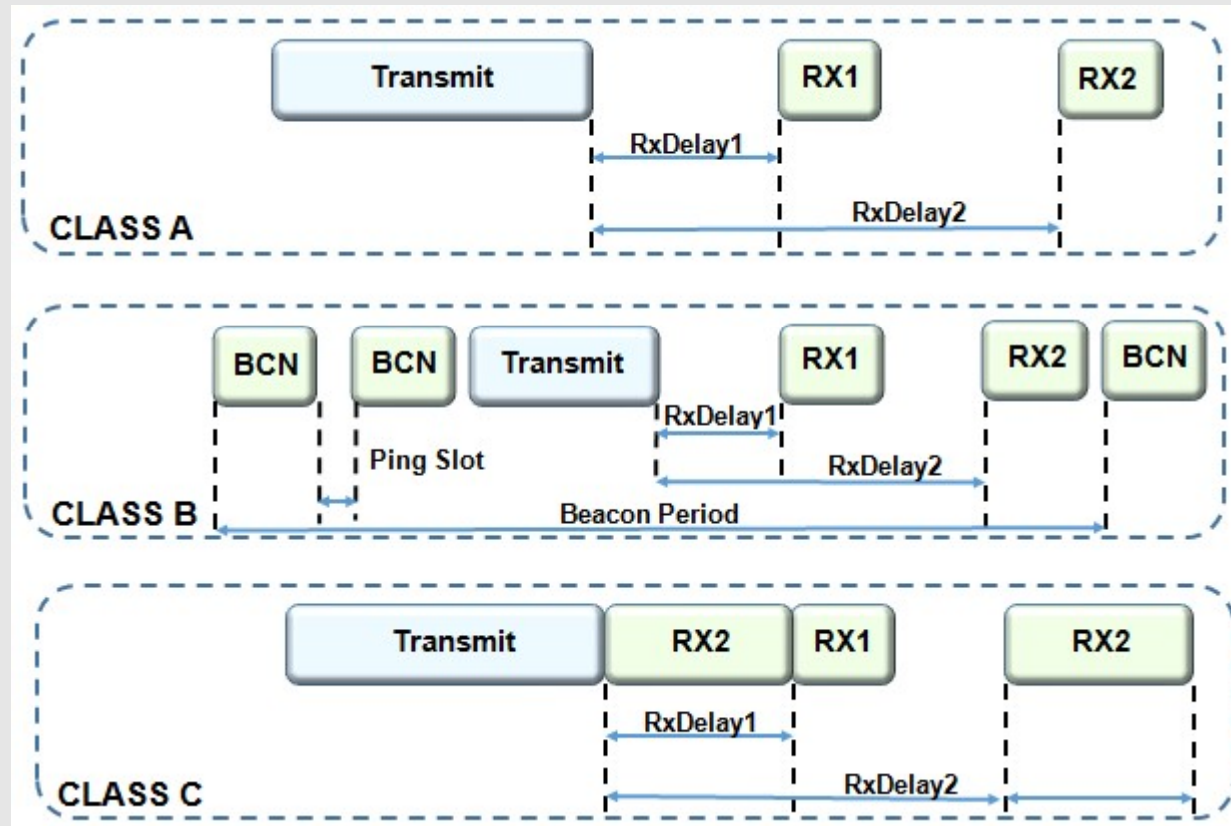 Transmit
RX1
RX2
RxDelay1
RxDelay2
CLASS A
BCN
BCN
Transmit
RX1
RX2
BCN
RxDelay1
Ping Slot
RxDelay2
CLASS B
Beacon Period
Transmit
RX2
RX1
RX2
RxDelay1
RxDelay2
CLASS C